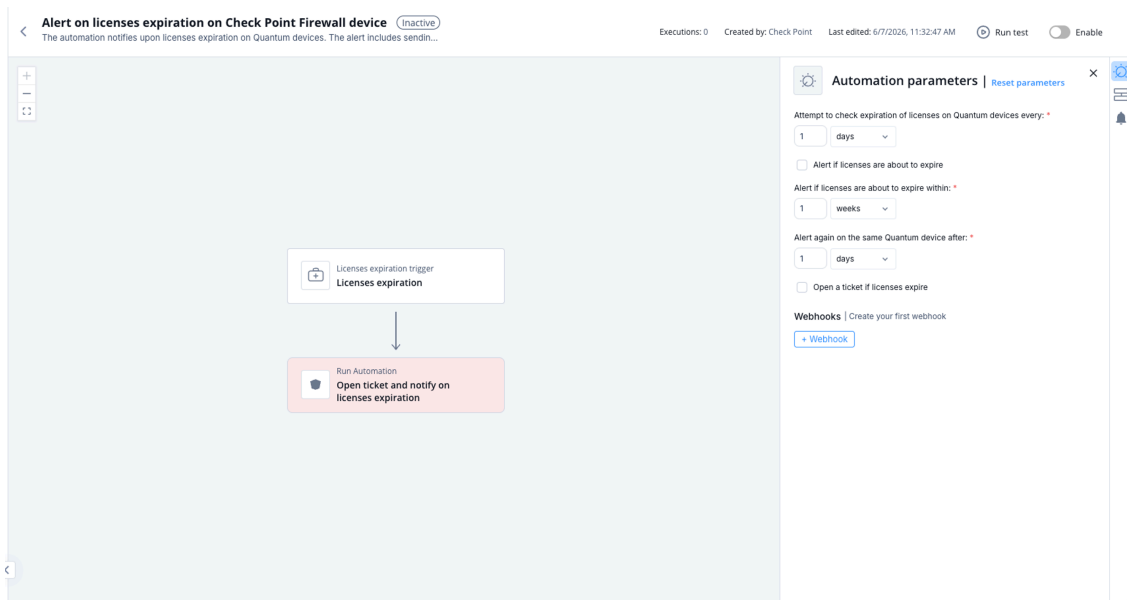 Alert on licenses expiration on Check Point Firewall device Inactive
The automation notifies upon licenses expiration on Quantum devices. The alert includes sendin...
Executions: 0 Created by: Check Point Last edited: 6/7/2026, 11:32:47 AM Run test Enable
Automation parameters | Reset parameters
Attempt to check expiration of licenses on Quantum devices every: *
1 days
Alert if licenses are about to expire
Alert if licenses are about to expire within: *
1 weeks
Alert again on the same Quantum device after: *
1 days
Open a ticket if licenses expire
Webhooks | Create your first webhook
+ Webhook
Licenses expiration trigger
Licenses expiration
Run Automation
Open ticket and notify on
licenses expiration